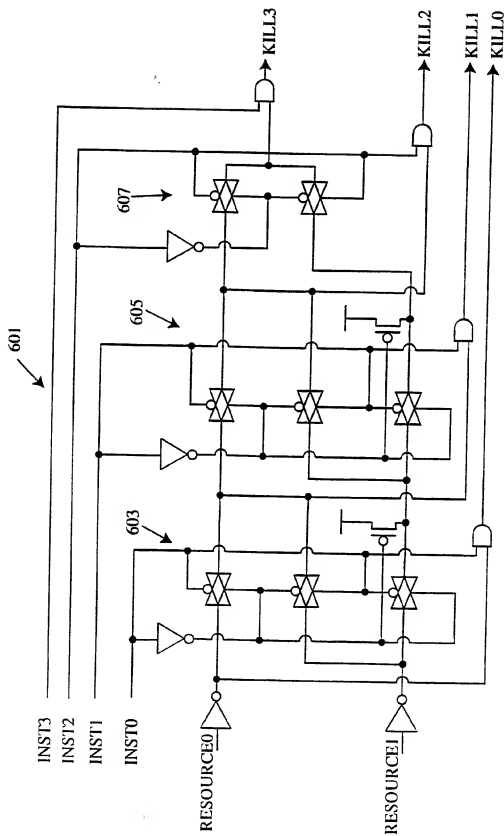 601
INST3
INST2
INST1
INST0
603
605
607
RESOURCE0
RESOURCE1
KILL3
KILL2
KILL1
KILL0